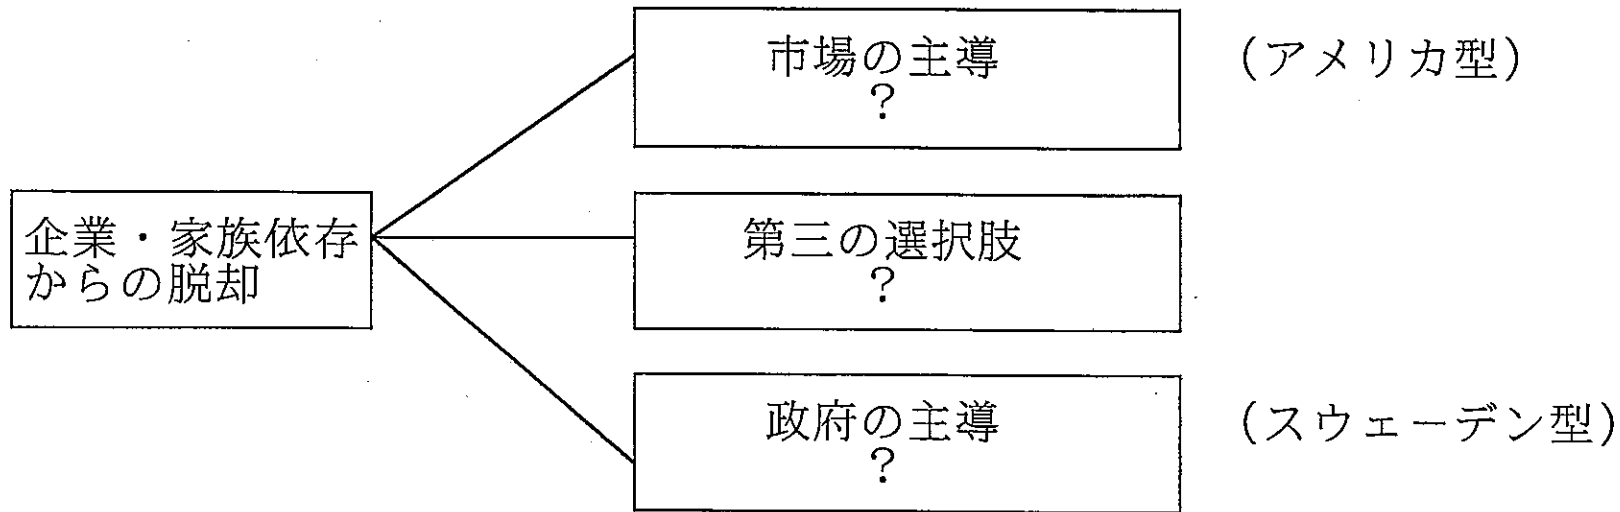 市場の主導
?
(アメリカ型)
企業・家族依存
からの脱却
第三の選択肢
?
政府の主導
?
(スウェーデン型)